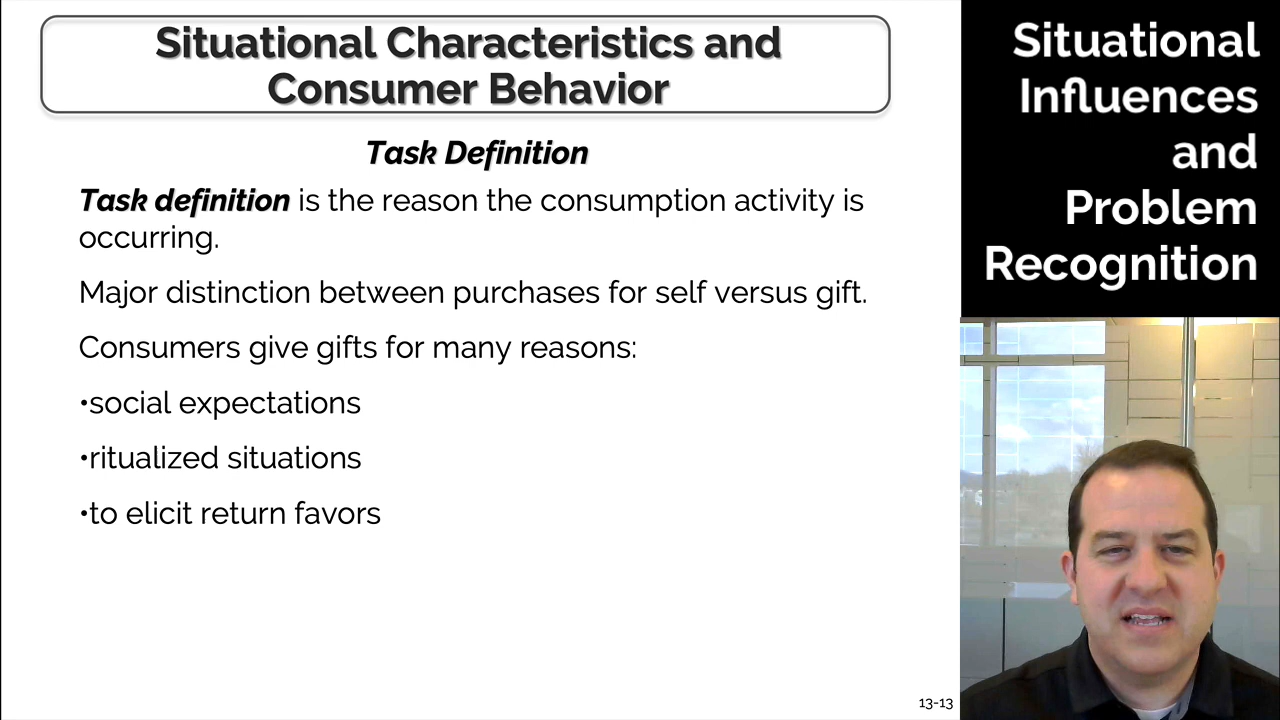 Situational Characteristics and
Consumer Behavior
Task Definition
Task definition is the reason the consumption activity is
occurring.
Major distinction between purchases for self versus gift.
Consumers give gifts for many reasons:
•social expectations
•ritualized situations
•to elicit return favors
13-13
Situational
Influences
and
Problem
Recognition